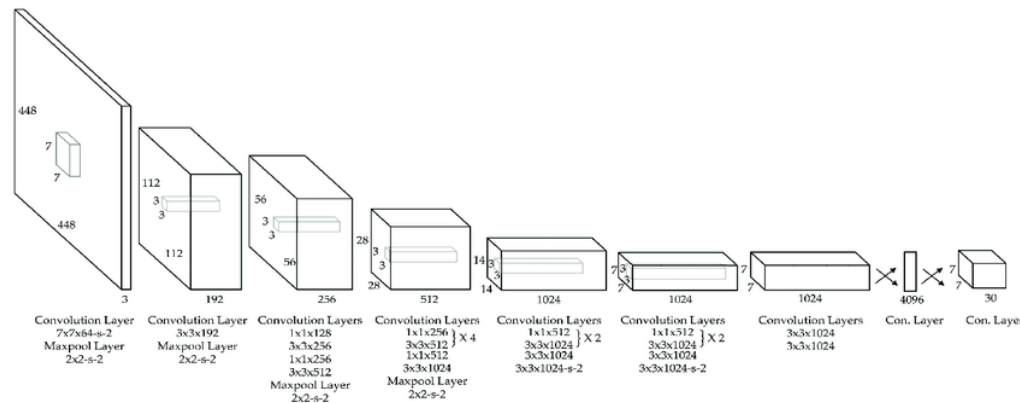 448
7
7
448
3
112
3
3
112
192
56
3
3
56
256
28
3
3
28
512
14
3
3
14
1024
7
3
3
7
1024
7
7
1024
4096
7
7
30
Convolution Layer
7x7x64-s-2
Maxpool Layer
2x2-s-2
Convolution Layer
3x3x192
Maxpool Layer
2x2-s-2
Convolution Layers
1x1x128
3x3x256
1x1x256
3x3x512
Maxpool Layer
2x2-s-2
Convolution Layers
1x1x256
3x3x512 } X 4
1x1x512
3x3x1024
Maxpool Layer
2x2-s-2
Convolution Layers
1x1x512
3x3x1024 } X 2
3x3x1024
3x3x1024-s-2
Convolution Layers
1x1x512
3x3x1024 } X 2
3x3x1024
3x3x1024-s-2
Convolution Layers
3x3x1024
3x3x1024
Con. Layer
Con. Laye